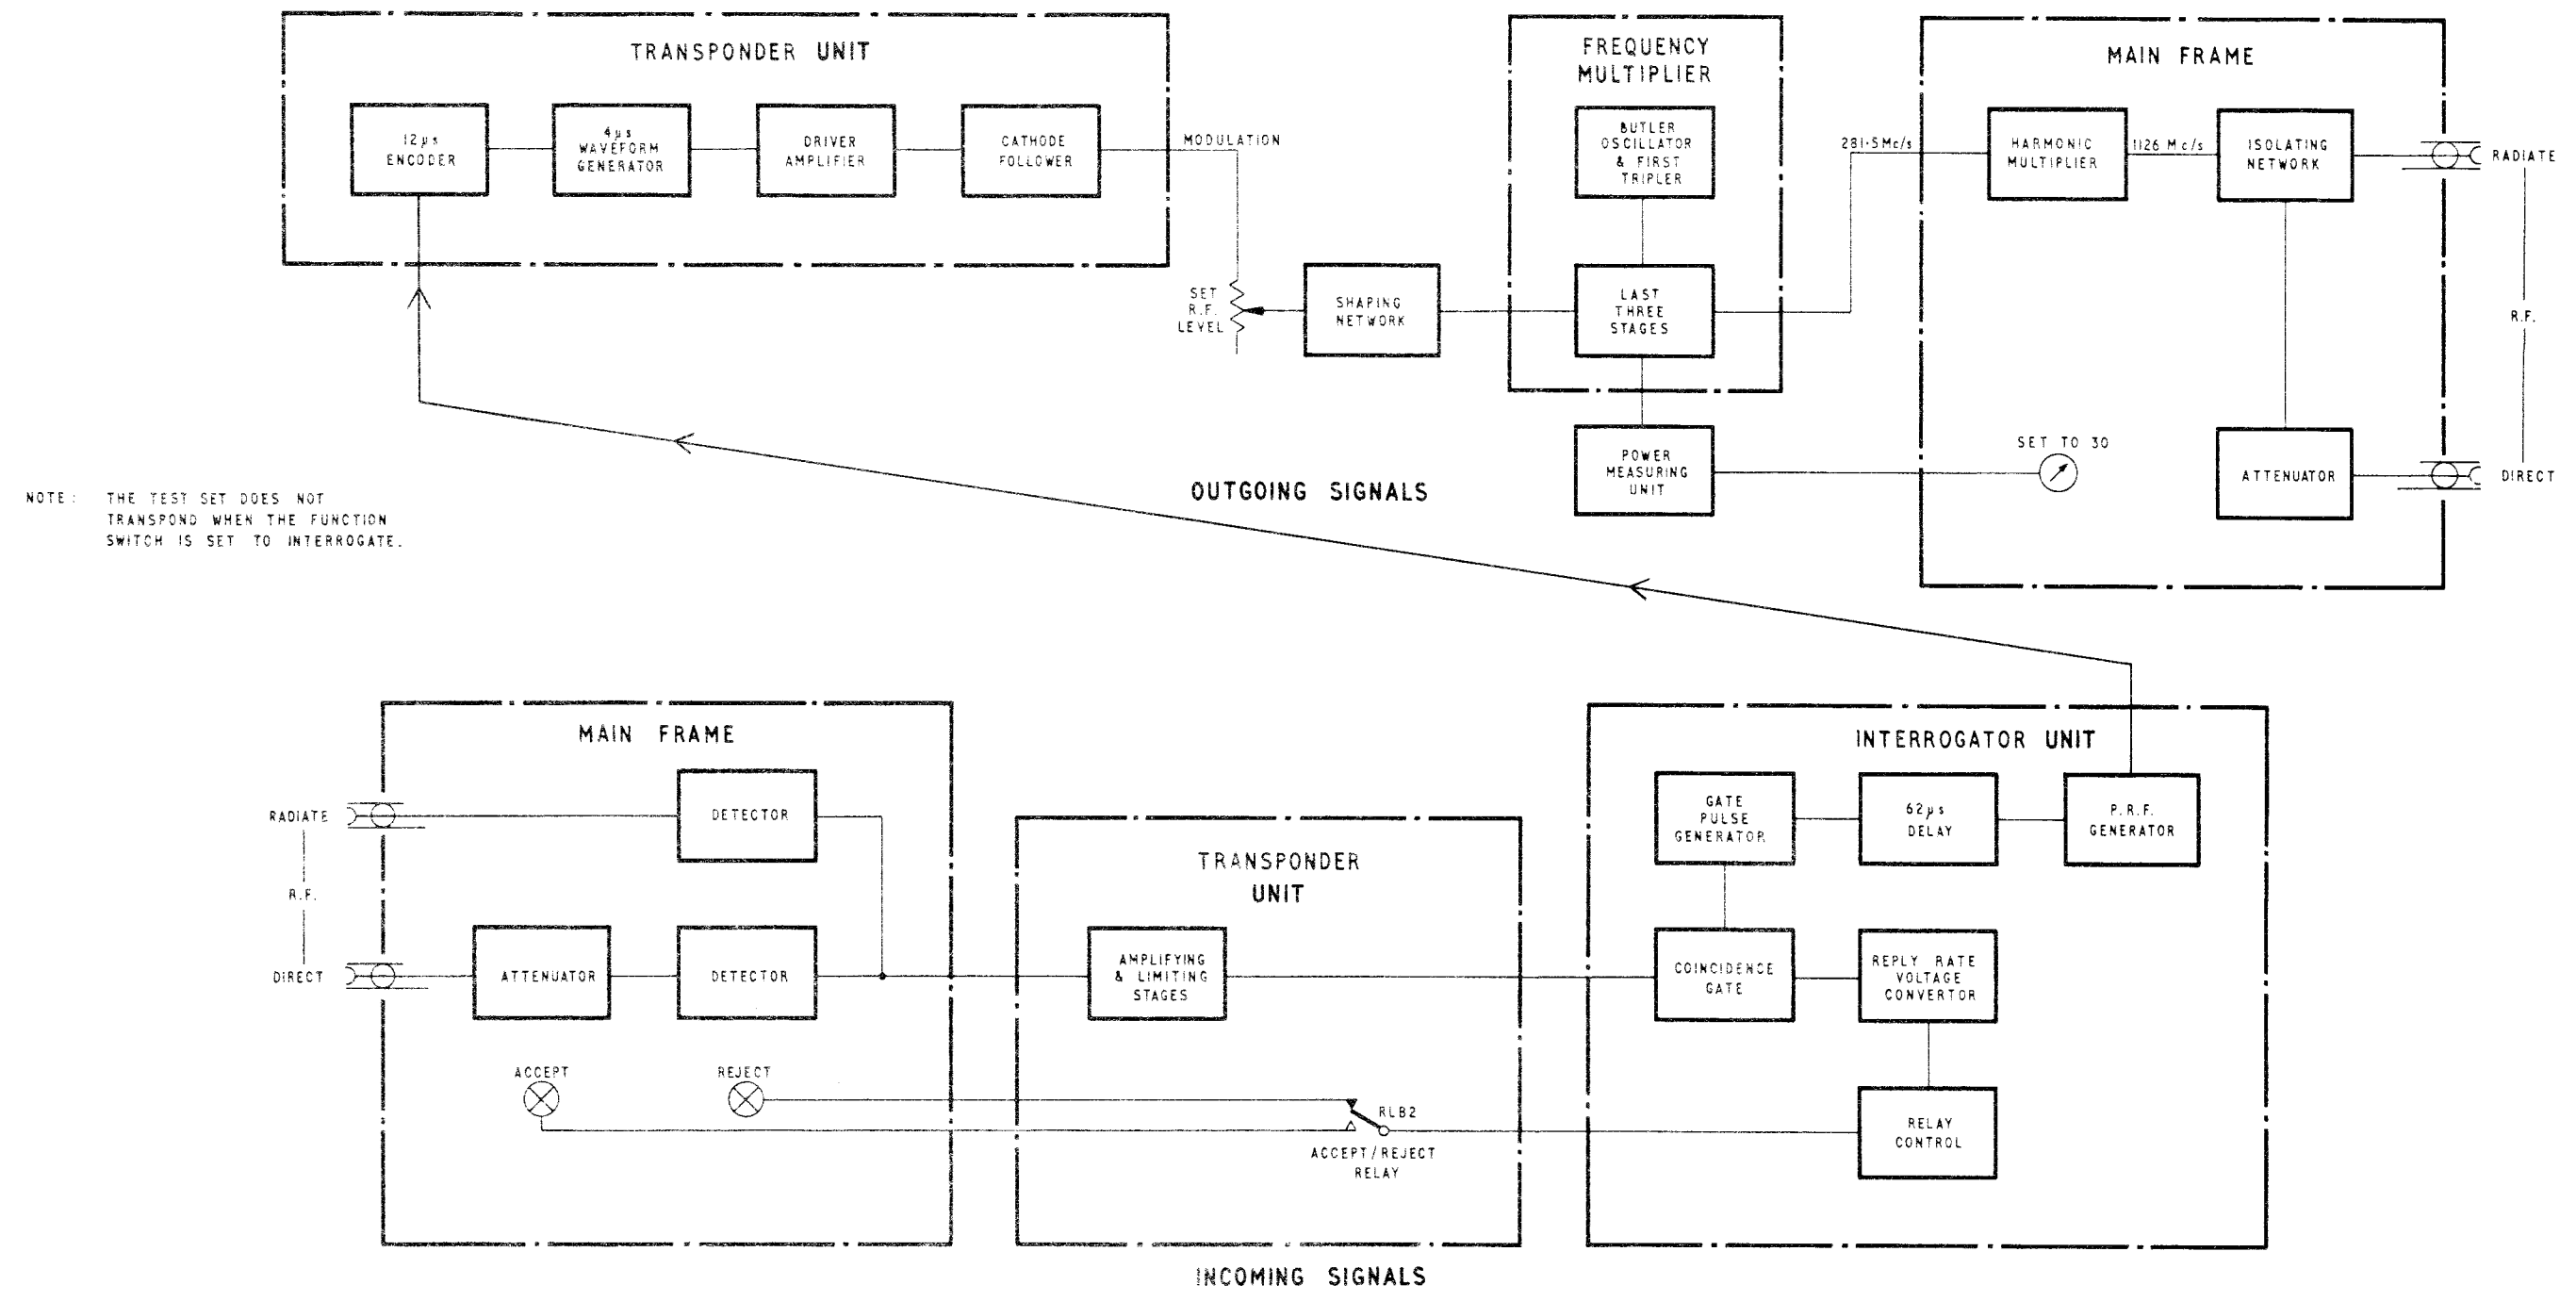 TRANSPONDER UNIT
12µs
ENCODER
4µs
WAVEFORM
GENERATOR
DRIVER
AMPLIFIER
CATHODE
FOLLOWER
MODULATION
SET
R.F.
LEVEL
SHAPING
NETWORK
FREQUENCY
MULTIPLIER
BUTLER
OSCILLATOR
& FIRST
TRIPLER
LAST
THREE
STAGES
POWER
MEASURING
UNIT
281·5Mc/s
MAIN FRAME
HARMONIC
MULTIPLIER
1126 Mc/s
ISOLATING
NETWORK
RADIATE
R.F.
SET TO 30
ATTENUATOR
DIRECT
OUTGOING SIGNALS
NOTE: THE TEST SET DOES NOT
TRANSPOND WHEN THE FUNCTION
SWITCH IS SET TO INTERROGATE.
MAIN FRAME
RADIATE
DETECTOR
R.F.
DIRECT
ATTENUATOR
DETECTOR
ACCEPT
REJECT
TRANSPONDER
UNIT
AMPLIFYING
& LIMITING
STAGES
RLB2
ACCEPT/REJECT
RELAY
INTERROGATOR UNIT
GATE
PULSE
GENERATOR
62µs
DELAY
P.R.F.
GENERATOR
COINCIDENCE
GATE
REPLY RATE
VOLTAGE
CONVERTOR
RELAY
CONTROL
INCOMING SIGNALS